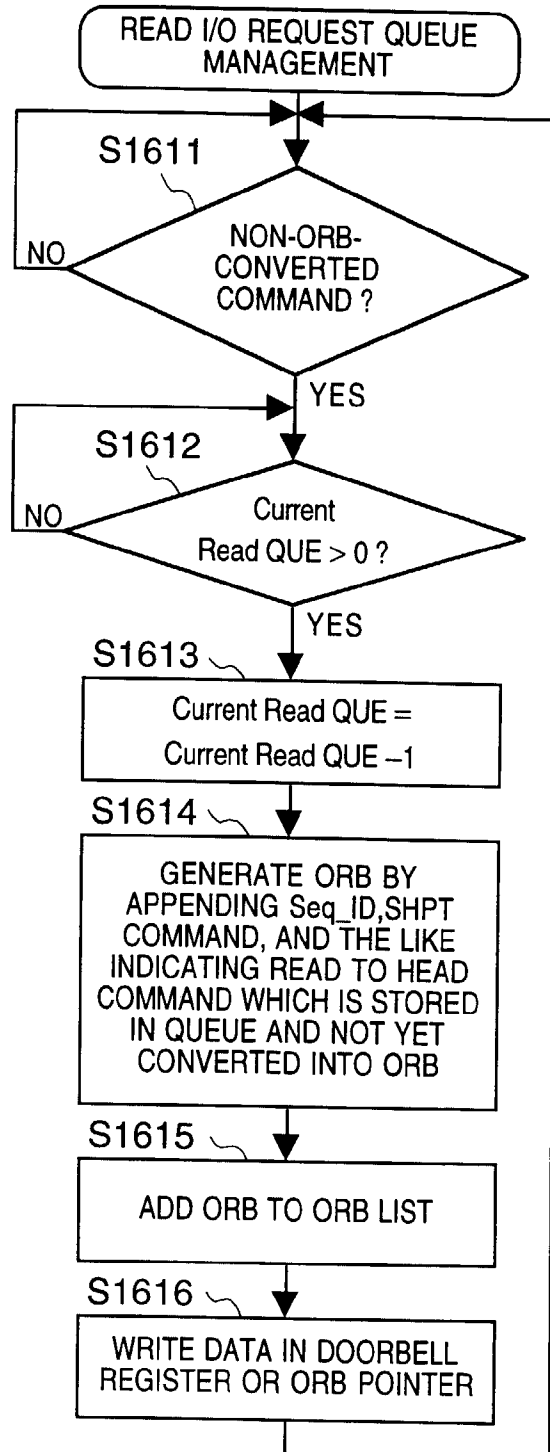 READ I/O REQUEST QUEUE
MANAGEMENT
S1611
NO
NON-ORB-
CONVERTED
COMMAND ?
YES
S1612
NO
Current
Read QUE > 0 ?
YES
S1613
Current Read QUE =
Current Read QUE –1
S1614
GENERATE ORB BY
APPENDING Seq_ID,SHPT
COMMAND, AND THE LIKE
INDICATING READ TO HEAD
COMMAND WHICH IS STORED
IN QUEUE AND NOT YET
CONVERTED INTO ORB
S1615
ADD ORB TO ORB LIST
S1616
WRITE DATA IN DOORBELL
REGISTER OR ORB POINTER